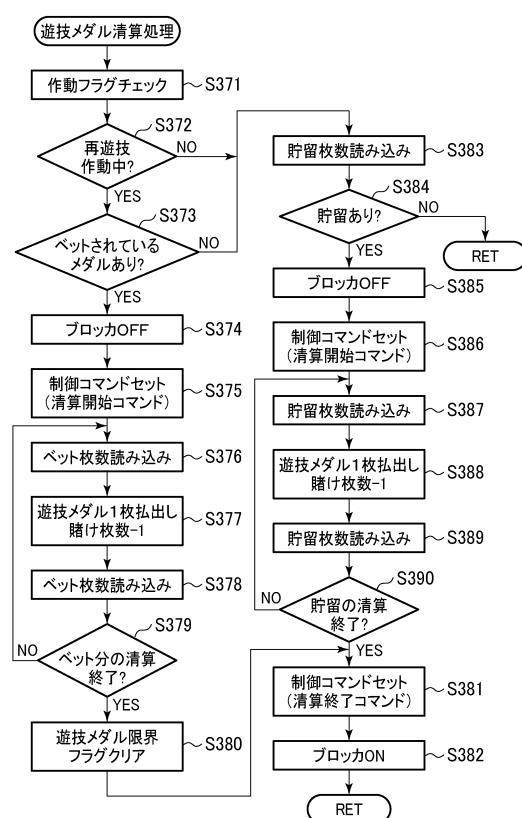 遊技メダル清算処理
作動フラグチェック
S371
再遊技
作動中?
S372
NO
YES
ベットされている
メダルあり?
S373
NO
YES
ブロッカOFF
S374
制御コマンドセット
(清算開始コマンド)
S375
ベット枚数読み込み
S376
遊技メダル1枚払出し
賭け枚数-1
S377
ベット枚数読み込み
S378
ベット分の清算
終了?
S379
NO
YES
遊技メダル限界
フラグクリア
S380
貯留枚数読み込み
S383
貯留あり?
S384
NO
YES
RET
ブロッカOFF
S385
制御コマンドセット
(清算開始コマンド)
S386
貯留枚数読み込み
S387
遊技メダル1枚払出し
賭け枚数-1
S388
貯留枚数読み込み
S389
貯留の清算
終了?
S390
NO
YES
制御コマンドセット
(清算終了コマンド)
S381
ブロッカON
S382
RET